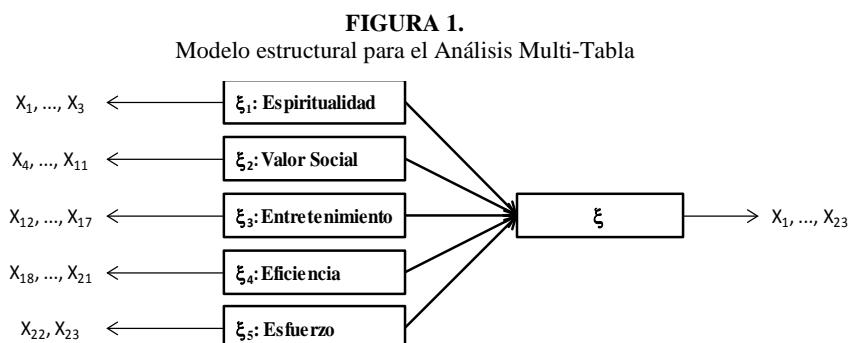 FIGURA 1.
Modelo estructural para el Análisis Multi-Tabla
X1, ..., X3 ξ1: Espiritualidad
X4, ..., X11 ξ2: Valor Social
X12, ..., X17 ξ3: Entretenimiento ξ X1, ..., X23
X18, ..., X21 ξ4: Eficiencia
X22, X23 ξ5: Esfuerzo